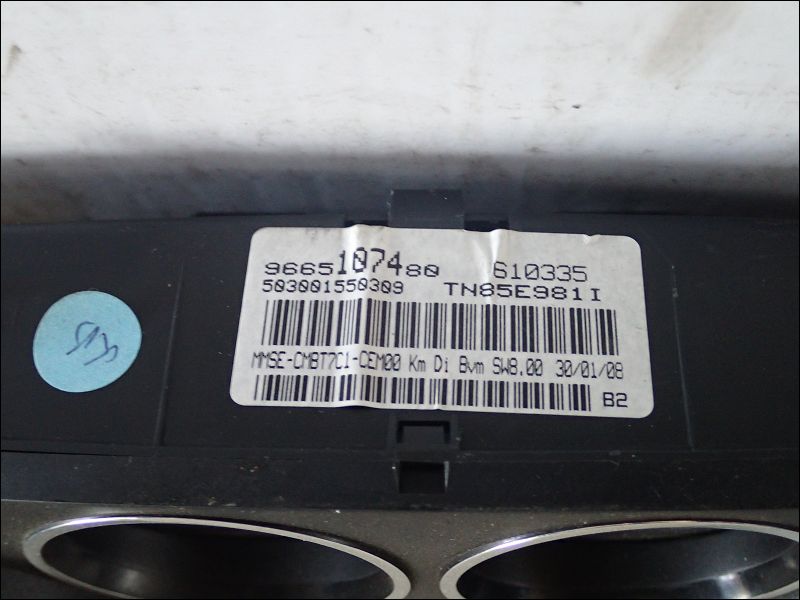 9665107480 610335
503001550309 TN85E981I
MMSE-CMBT7C1-CEM00 Km Di Bvm SW8.00 30/01/08
B2